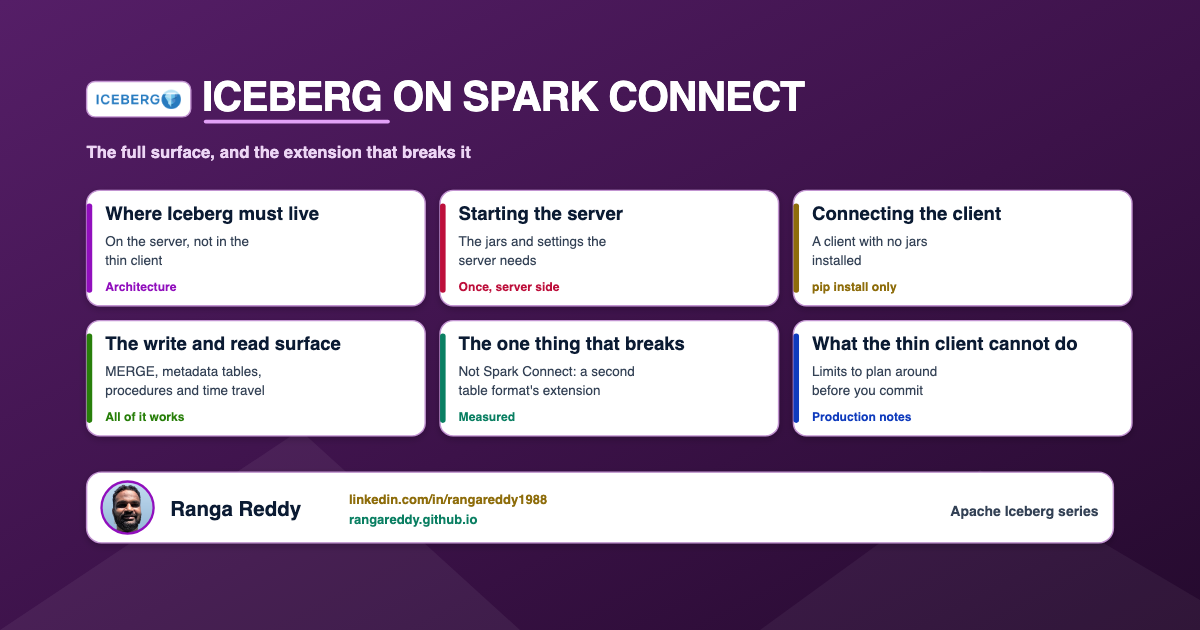 ICEBERG
ICEBERG ON SPARK CONNECT
The full surface, and the extension that breaks it
Where Iceberg must live
On the server, not in the
thin client
Architecture
Starting the server
The jars and settings the
server needs
Once, server side
Connecting the client
A client with no jars
installed
pip install only
The write and read surface
MERGE, metadata tables,
procedures and time travel
All of it works
The one thing that breaks
Not Spark Connect: a second
table format's extension
Measured
What the thin client cannot do
Limits to plan around
before you commit
Production notes
Ranga Reddy
linkedin.com/in/rangareddy1988
rangareddy.github.io
Apache Iceberg series